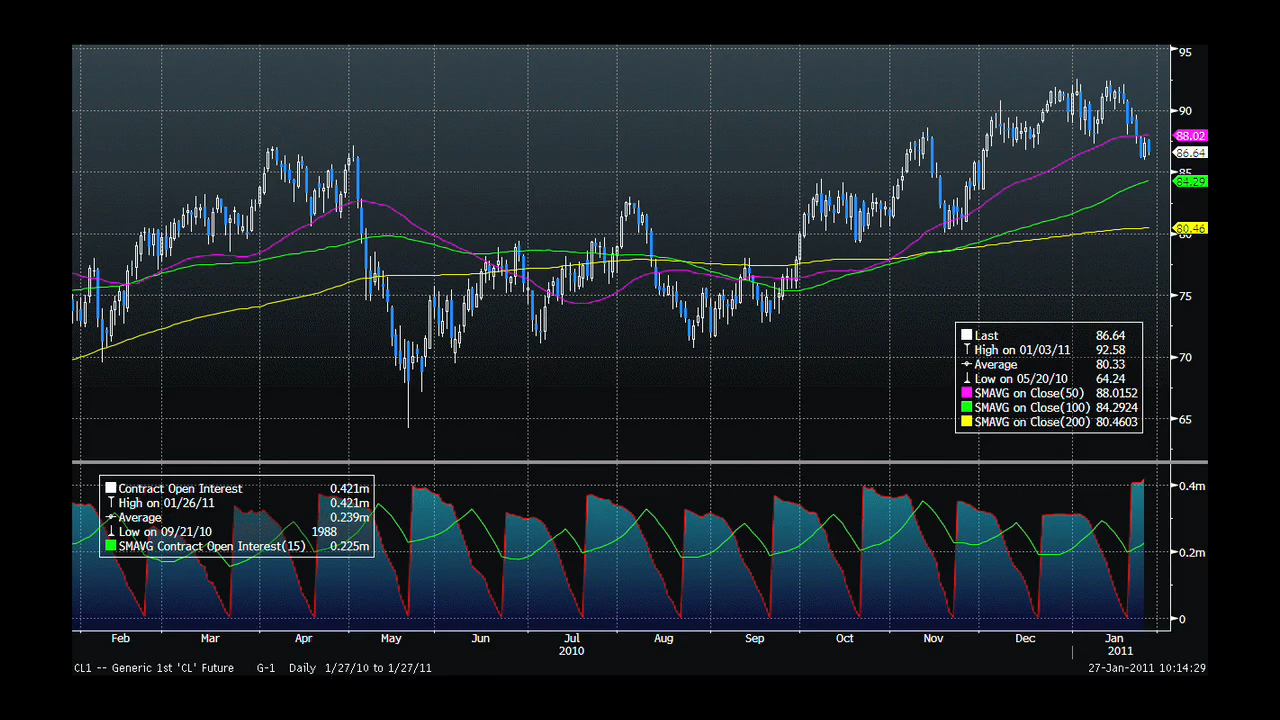 95
90
88.02
86.64
85
84.29
80.46
80
75
70
65
Last 86.64
High on 01/03/11 92.58
Average 80.33
Low on 05/20/10 64.24
SMAVG on Close(50) 88.0152
SMAVG on Close(100) 84.2924
SMAVG on Close(200) 80.4603
Contract Open Interest 0.421m
High on 01/26/11 0.421m
Average 0.239m
Low on 09/21/10 1988
SMAVG Contract Open Interest(15) 0.225m
0.4m
0.2m
0
Feb Mar Apr May Jun Jul Aug Sep Oct Nov Dec Jan
2010 2011
CL1 -- Generic 1st 'CL' Future G-1 Daily 1/27/10 to 1/27/11 27-Jan-2011 10:14:29